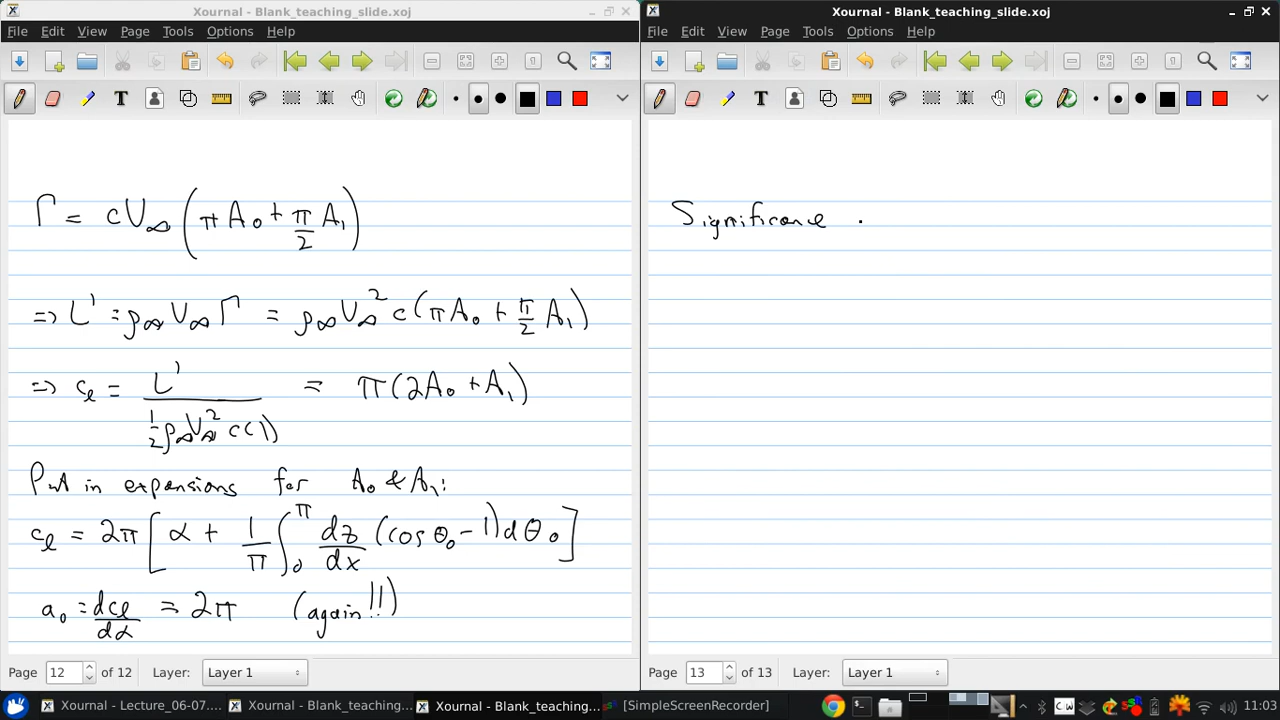 Xournal - Blank_teaching_slide.xoj
File Edit View Page Tools Options Help
Γ = cV∞ (πA₀ + π/2 A₁)
⇒ L' = ρ∞ V∞ Γ = ρ∞ V∞² c (πA₀ + π/2 A₁)
⇒ cℓ = L' / (½ ρ∞ V∞² c(1)) = π(2A₀ + A₁)
Put in expansions for A₀ & A₁:
cℓ = 2π [α + 1/π ∫₀^π dz/dx (cos θ₀ - 1) dθ₀]
a₀ = dcℓ/dα = 2π (again!!)
Page 12 of 12 Layer: Layer 1
Xournal - Blank_teaching_slide.xoj
File Edit View Page Tools Options Help
Significance
Page 13 of 13 Layer: Layer 1
Xournal - Lecture_06-07.... Xournal - Blank_teaching... Xournal - Blank_teaching... [SimpleScreenRecorder] 11:03